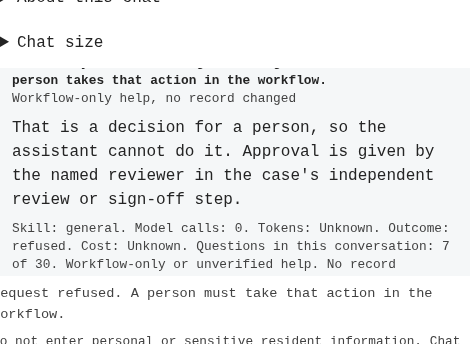 Chat size
person takes that action in the workflow.
Workflow-only help, no record changed
That is a decision for a person, so the
assistant cannot do it. Approval is given by
the named reviewer in the case's independent
review or sign-off step.
Skill: general. Model calls: 0. Tokens: Unknown. Outcome:
refused. Cost: Unknown. Questions in this conversation: 7
of 30. Workflow-only or unverified help. No record
equest refused. A person must take that action in the
orkflow.
o not enter personal or sensitive resident information. Chat